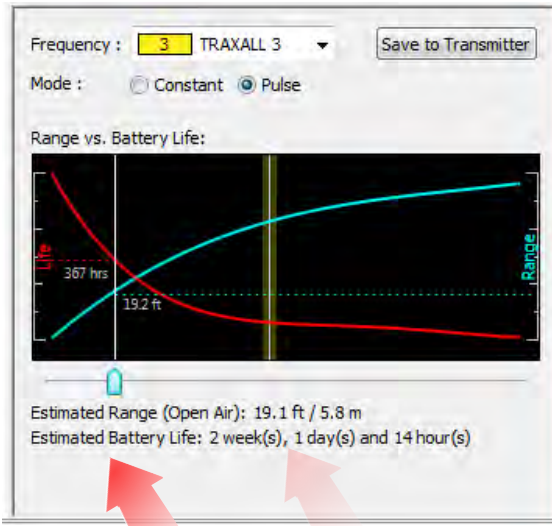 Frequency : 3 TRAXALL 3 Save to Transmitter
Mode : Constant Pulse
Range vs. Battery Life:
Life
367 hrs
19.2 ft
Range
Estimated Range (Open Air): 19.1 ft / 5.8 m
Estimated Battery Life: 2 week(s), 1 day(s) and 14 hour(s)